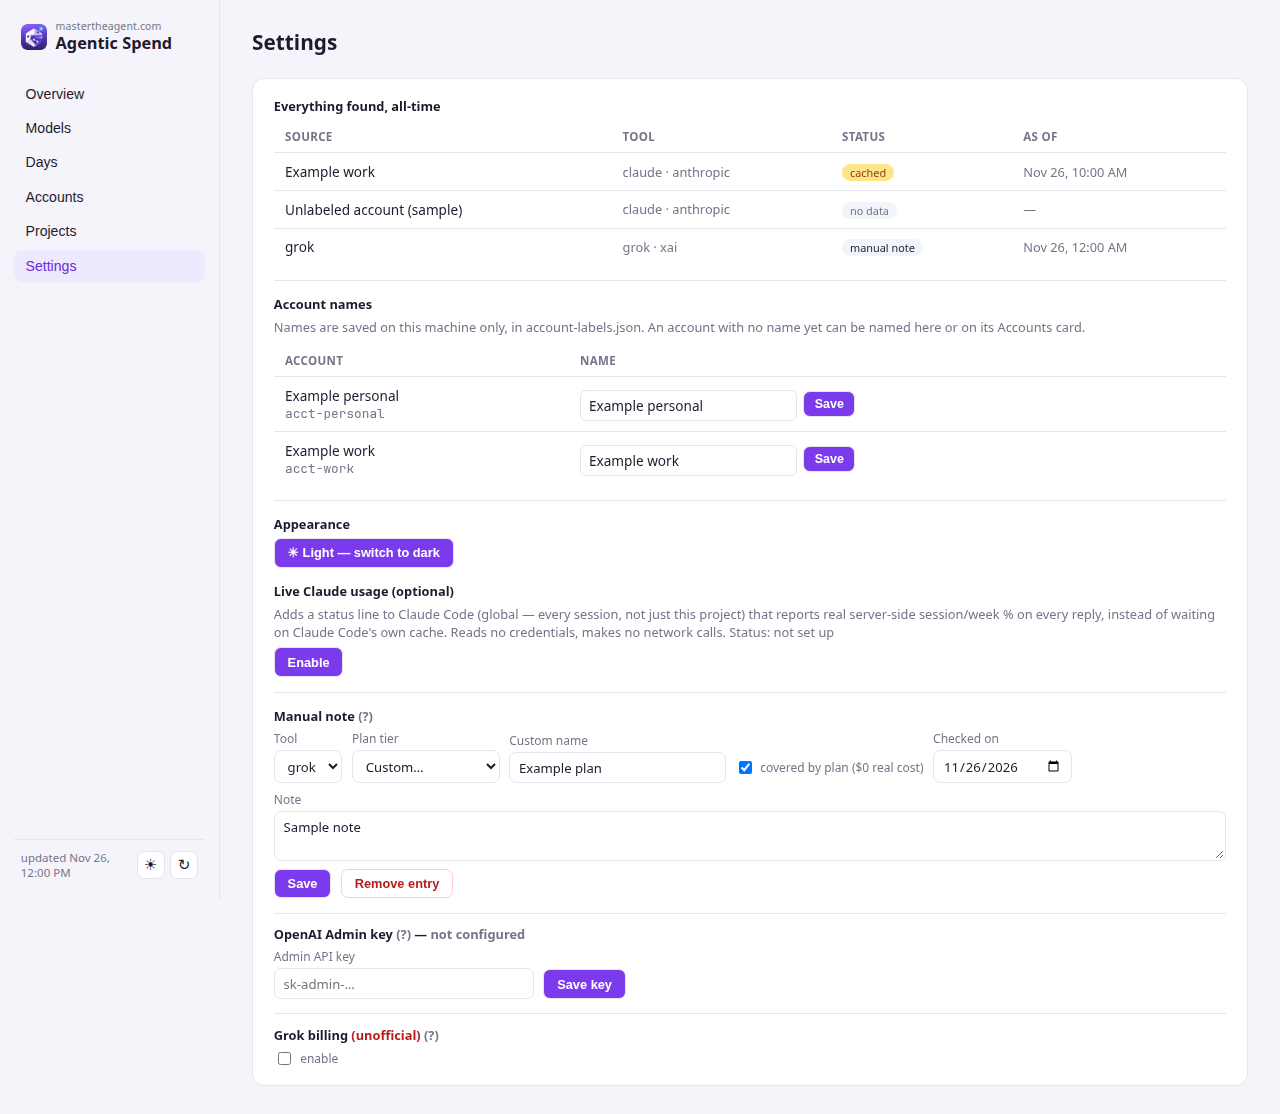 mastertheagent.com
Agentic Spend
Overview
Models
Days
Accounts
Projects
Settings
updated Nov 26,
12:00 PM
Settings
Everything found, all-time
SOURCE TOOL STATUS AS OF
Example work claude · anthropic cached Nov 26, 10:00 AM
Unlabeled account (sample) claude · anthropic no data —
grok grok · xai manual note Nov 26, 12:00 AM
Account names
Names are saved on this machine only, in account-labels.json. An account with no name yet can be named here or on its Accounts card.
ACCOUNT NAME
Example personal
acct-personal
Example personal Save
Example work
acct-work
Example work Save
Appearance
☀ Light — switch to dark
Live Claude usage (optional)
Adds a status line to Claude Code (global — every session, not just this project) that reports real server-side session/week % on every reply, instead of waiting
on Claude Code's own cache. Reads no credentials, makes no network calls. Status: not set up
Enable
Manual note (?)
Tool Plan tier Custom name Checked on
grok Custom... Example plan covered by plan ($0 real cost) 11/26/2026
Note
Sample note
Save Remove entry
OpenAI Admin key (?) — not configured
Admin API key
sk-admin-... Save key
Grok billing (unofficial) (?)
enable